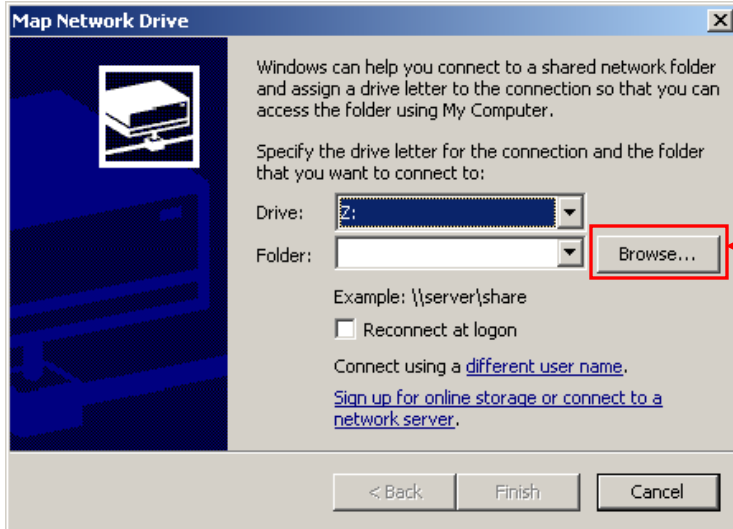 Map Network Drive
Windows can help you connect to a shared network folder
and assign a drive letter to the connection so that you can
access the folder using My Computer.
Specify the drive letter for the connection and the folder
that you want to connect to:
Drive: Z:
Folder: Browse...
Example: \\server\share
Reconnect at logon
Connect using a different user name.
Sign up for online storage or connect to a
network server.
< Back Finish Cancel